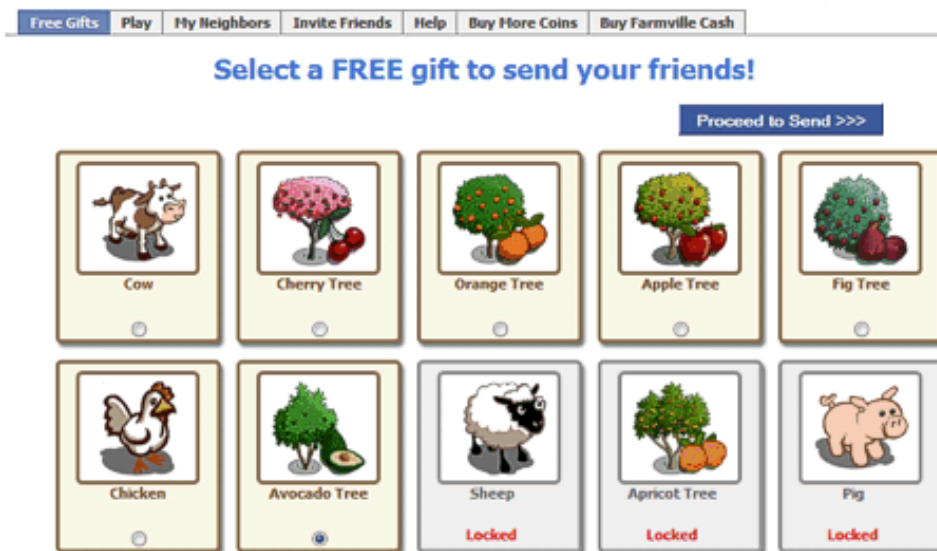 Free Gifts Play My Neighbors Invite Friends Help Buy More Coins Buy Farmville Cash
Select a FREE gift to send your friends!
Proceed to Send >>>
Cow Cherry Tree Orange Tree Apple Tree Fig Tree
Chicken Avocado Tree Sheep Apricot Tree Pig
Locked Locked Locked